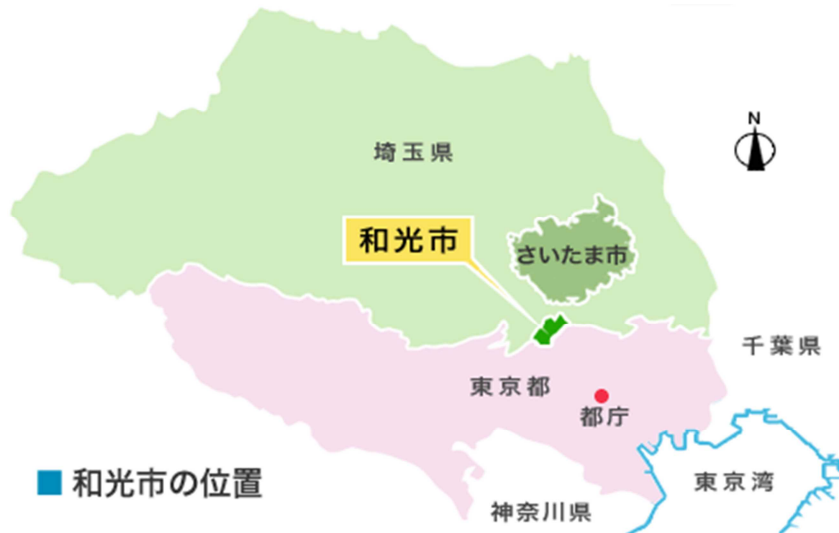 N
埼玉県
和光市
さいたま市
千葉県
東京都
都庁
■ 和光市の位置
東京湾
神奈川県